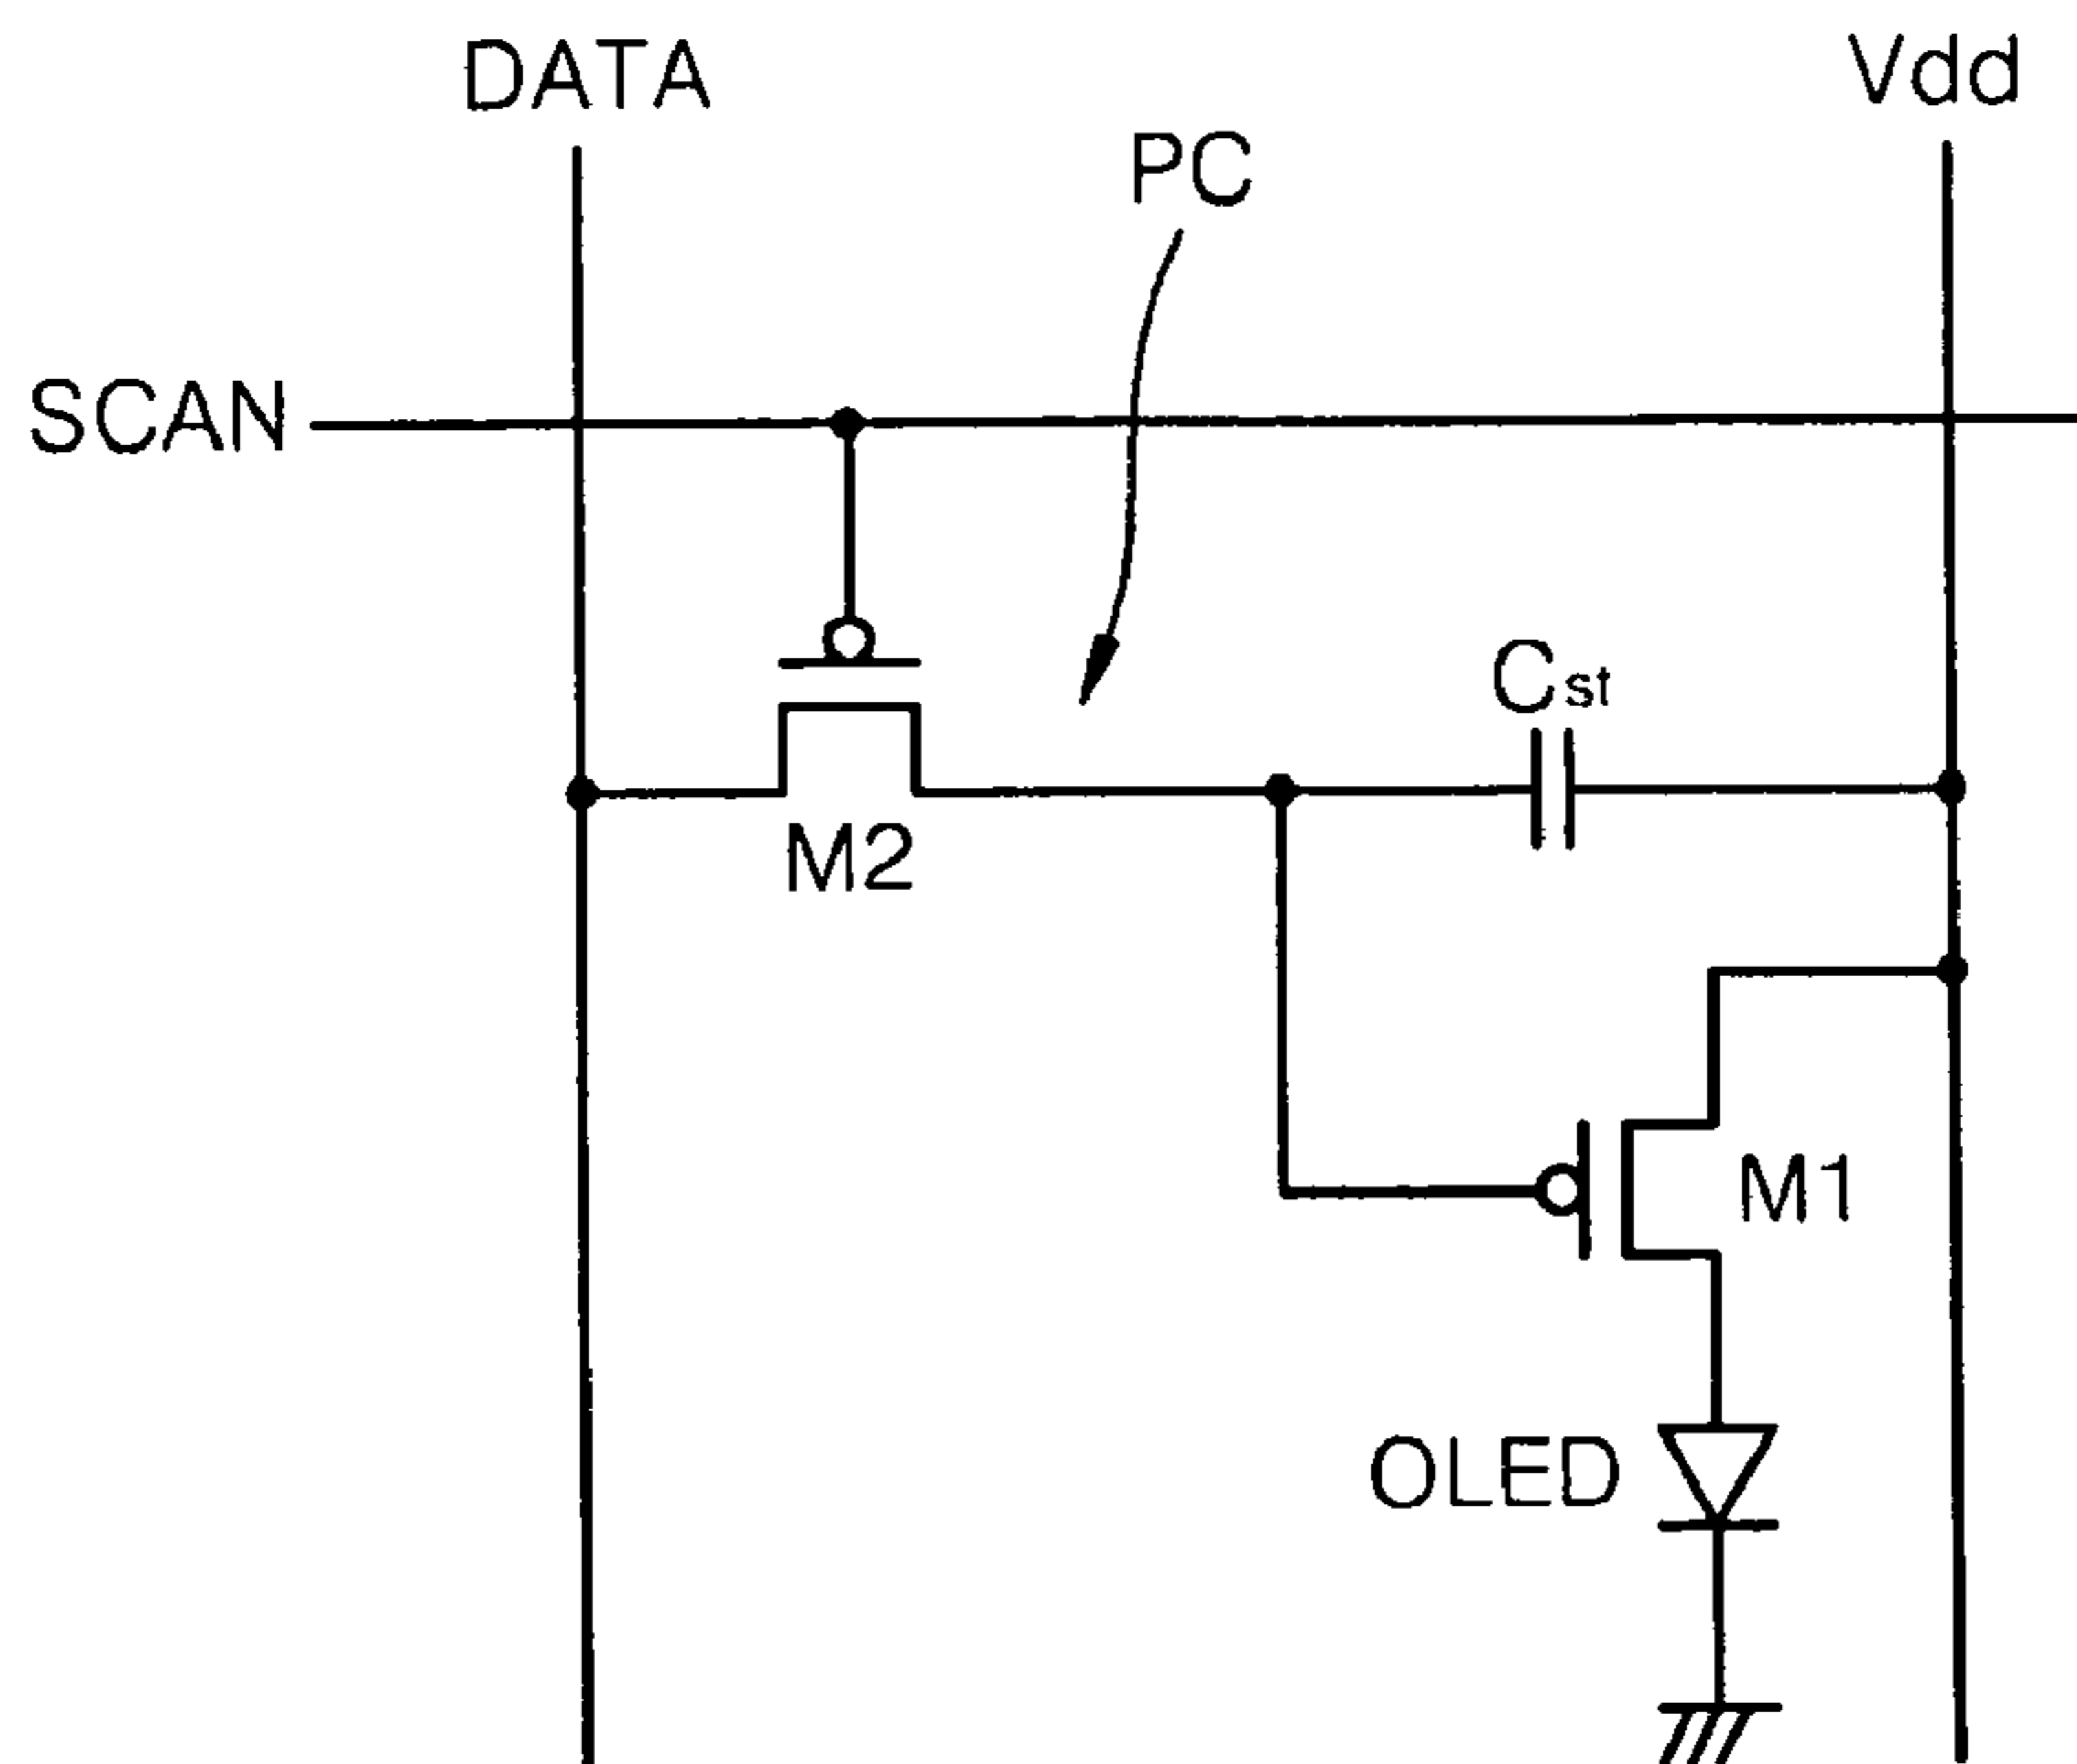 DATA
Vdd
PC
SCAN
Cst
M2
M1
OLED